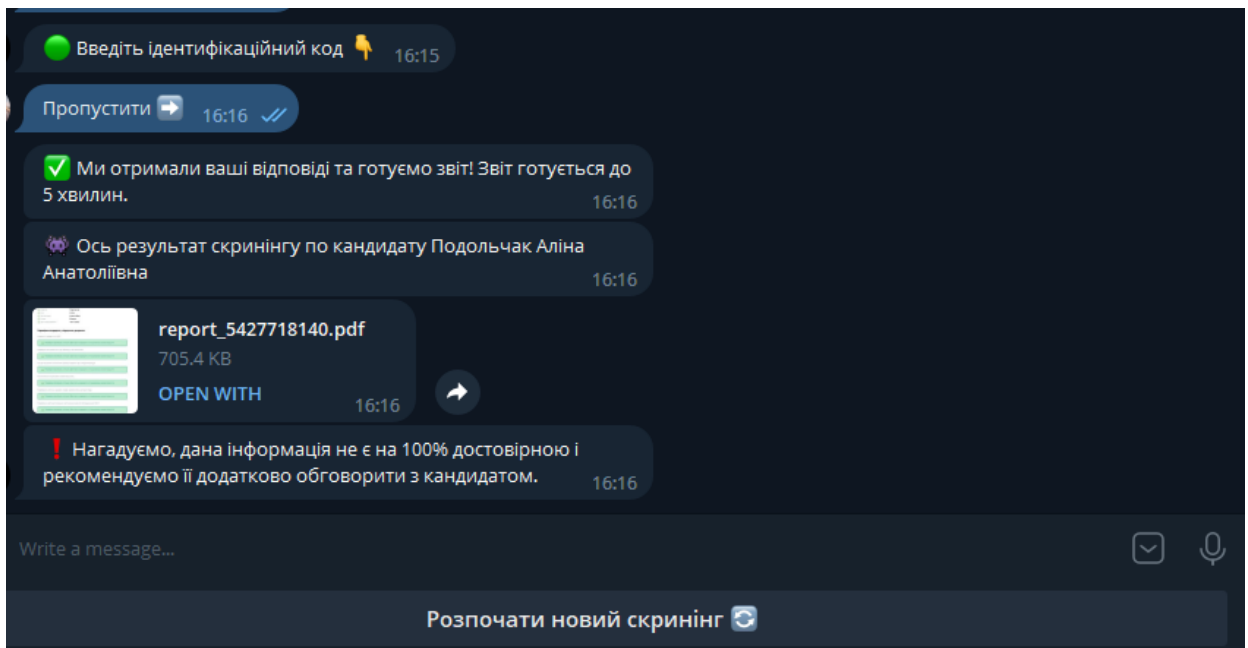 Введіть ідентифікаційний код 16:15
Пропустити 16:16
Ми отримали ваші відповіді та готуємо звіт! Звіт готується до
5 хвилин. 16:16
Ось результат скринінгу по кандидату Подольчак Аліна
Анатоліївна 16:16
report_5427718140.pdf
705.4 KB
OPEN WITH 16:16
❗ Нагадуємо, дана інформація не є на 100% достовірною і
рекомендуємо її додатково обговорити з кандидатом. 16:16
Write a message...
Розпочати новий скринінг